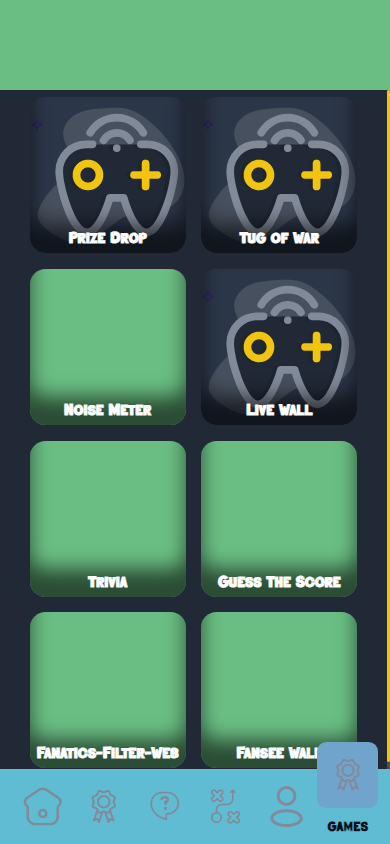 Prize Drop
Tug of War
Noise Meter
Live Wall
Trivia
Guess The Score
Fanatics-Filter-Web
FanSee Wall
GAMES